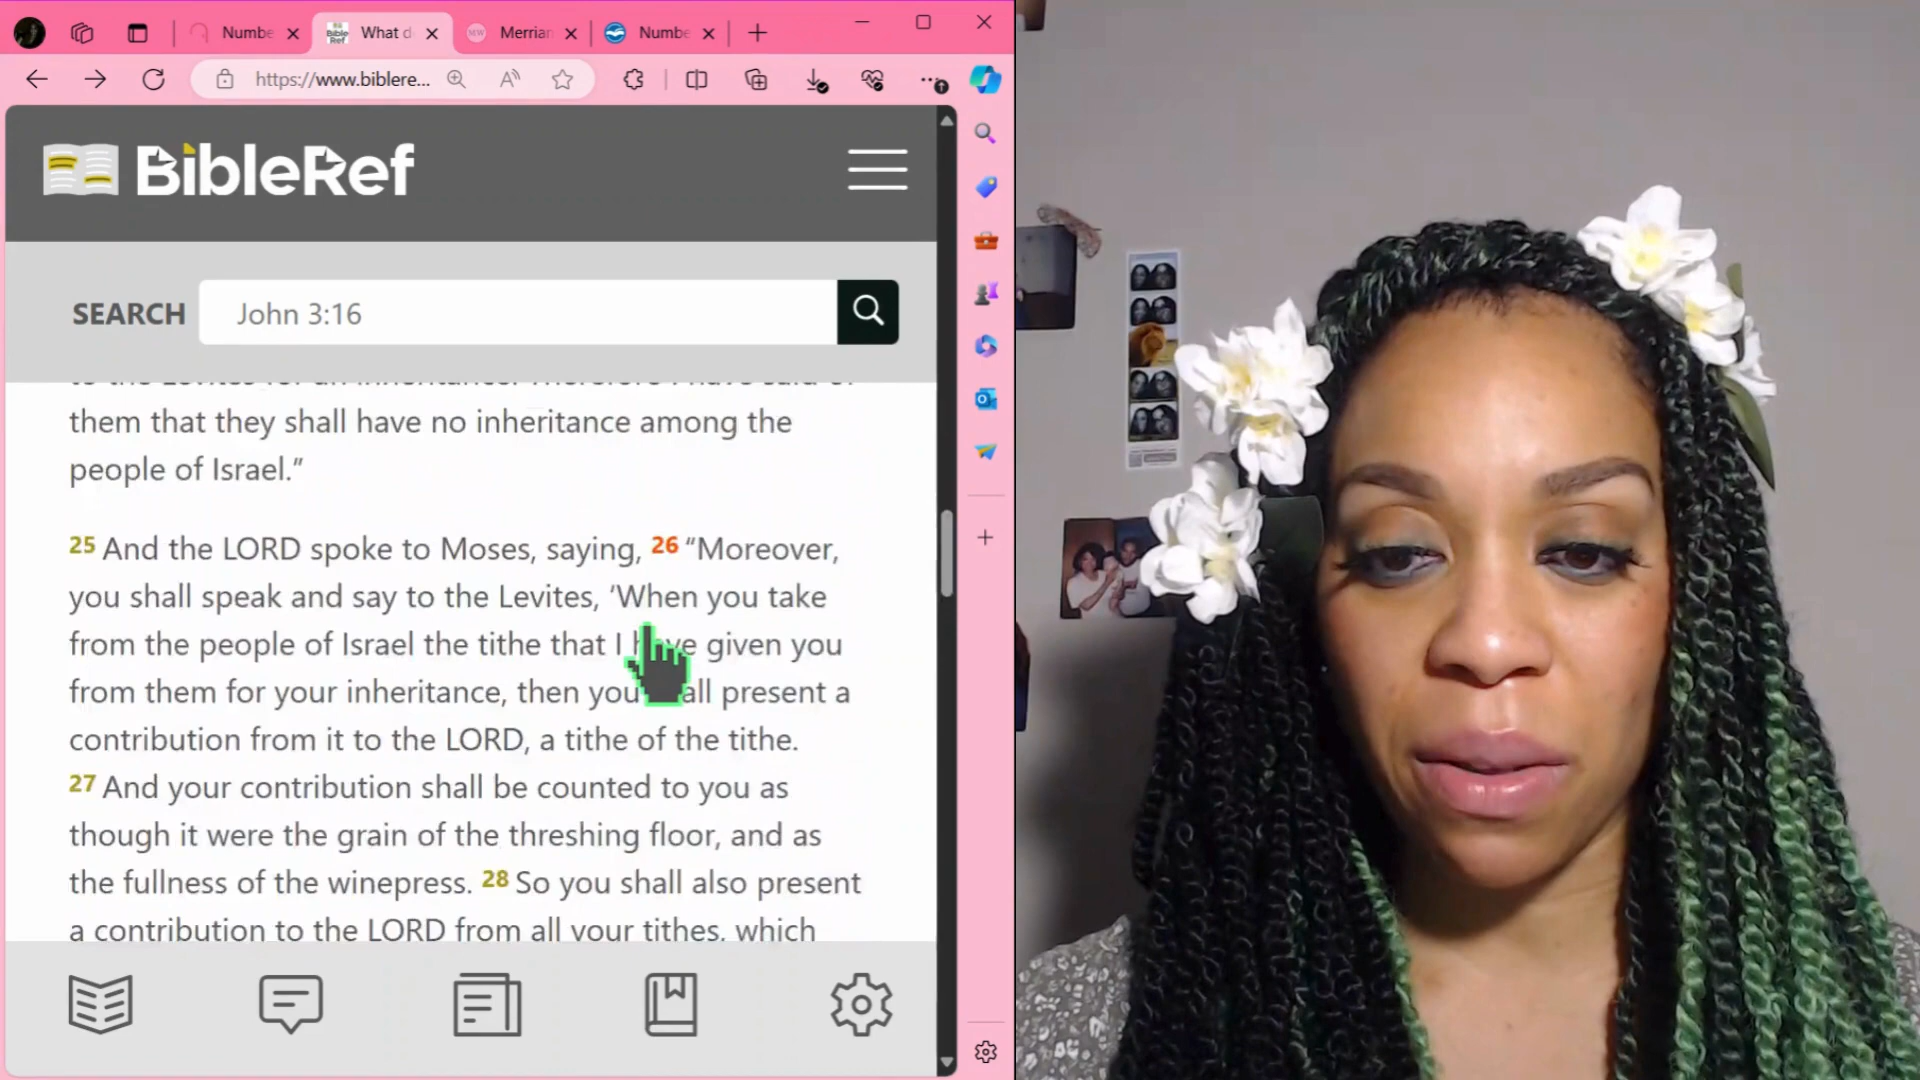 Numbe
What d
Merriar
Numbe
https://www.biblere...
BibleRef
SEARCH John 3:16
them that they shall have no inheritance among the
people of Israel.”
25 And the LORD spoke to Moses, saying, 26 “Moreover,
you shall speak and say to the Levites, ‘When you take
from the people of Israel the tithe that I have given you
from them for your inheritance, then you shall present a
contribution from it to the LORD, a tithe of the tithe.
27 And your contribution shall be counted to you as
though it were the grain of the threshing floor, and as
the fullness of the winepress. 28 So you shall also present
a contribution to the LORD from all your tithes, which